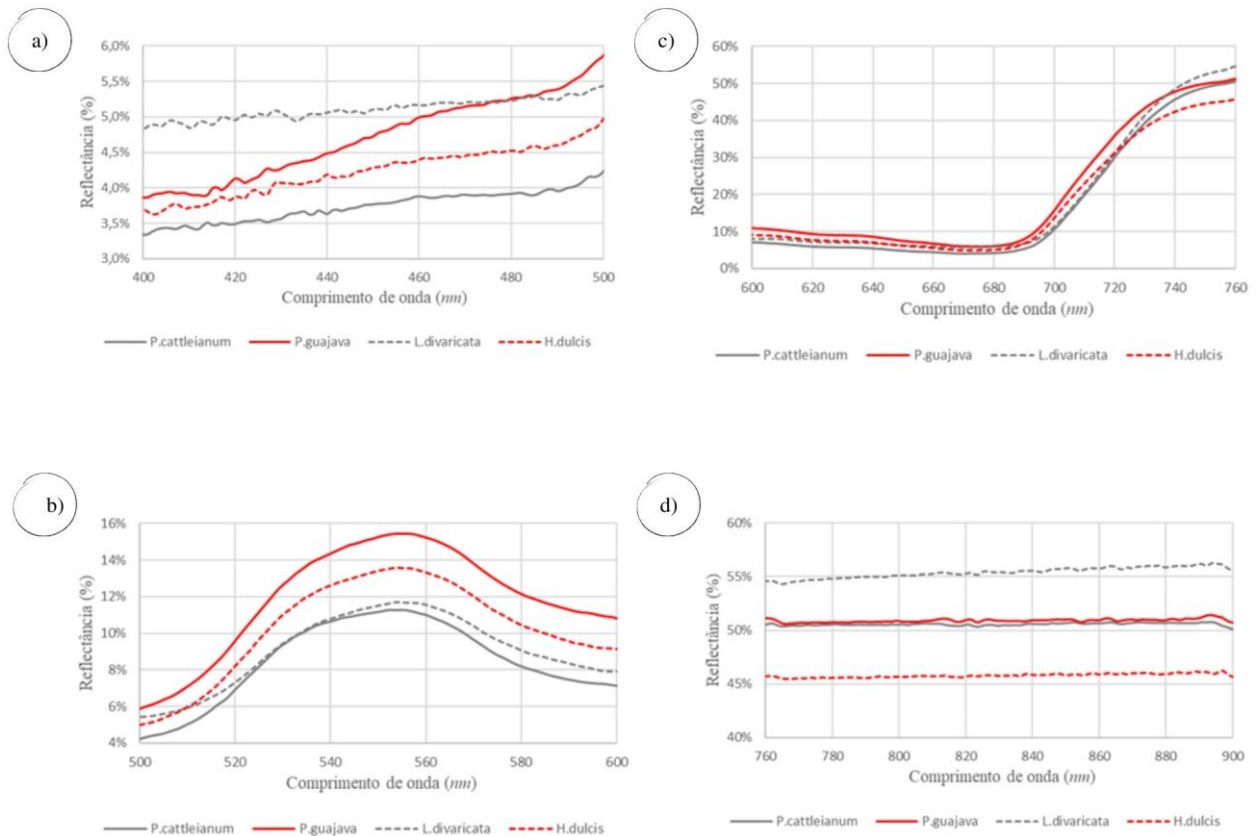 a)
6,0%
5,5%
5,0%
4,5%
4,0%
3,5%
3,0%
Reflectância (%)
400 420 440 460 480 500
Comprimento de onda (nm)
P.cattleianum P.guajava L.divaricata H.dulcis
c)
60%
50%
40%
30%
20%
10%
0%
Reflectância (%)
600 620 640 660 680 700 720 740 760
Comprimento de onda (nm)
P.cattleianum P.guajava L.divaricata H.dulcis
b)
16%
14%
12%
10%
8%
6%
4%
Reflectância (%)
500 520 540 560 580 600
Comprimento de onda (nm)
P.cattleianum P.guajava L.divaricata H.dulcis
d)
60%
55%
50%
45%
40%
Reflectância (%)
760 780 800 820 840 860 880 900
Comprimento de onda (nm)
P.cattleianum P.guajava L.divaricata H.dulcis